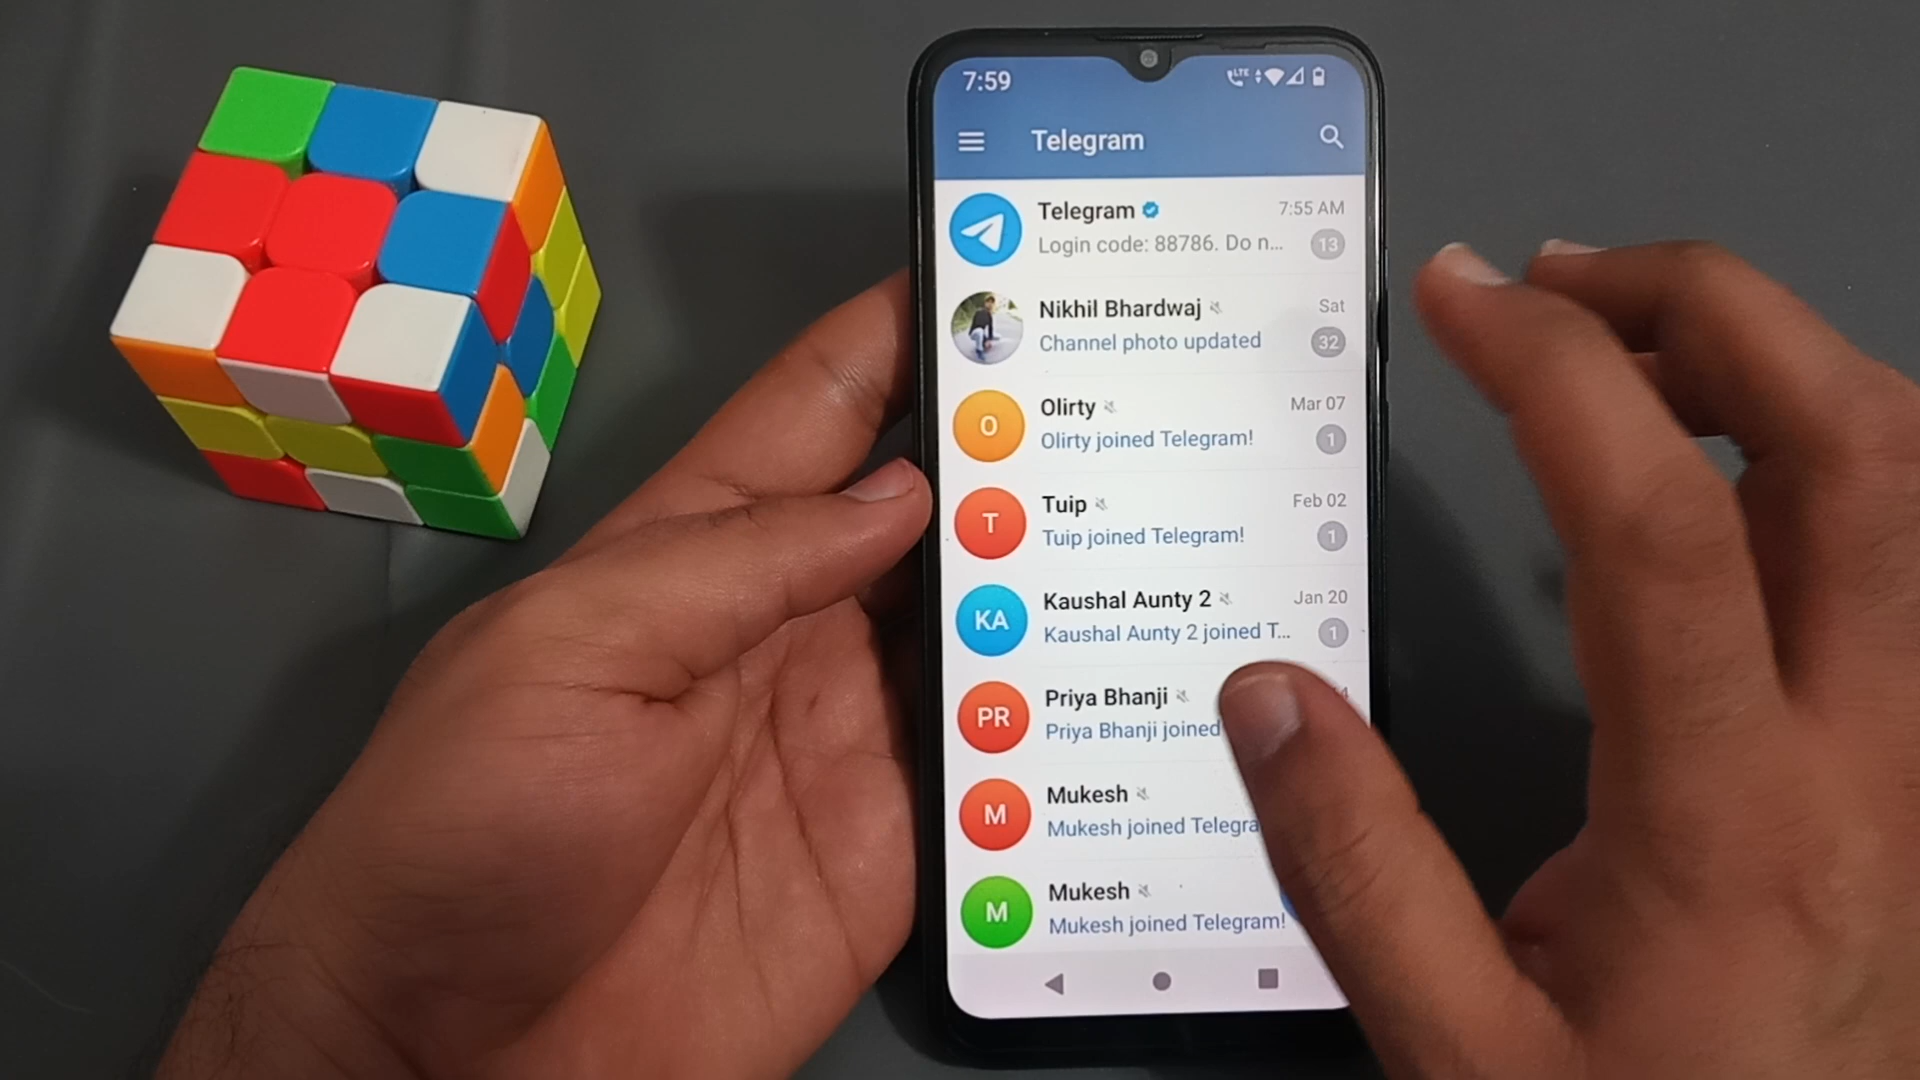 7:59
LTE
Telegram
Telegram 7:55 AM
Login code: 88786. Do n... 13
Nikhil Bhardwaj Sat
Channel photo updated 32
O Olirty Mar 07
Olirty joined Telegram! 1
T Tuip Feb 02
Tuip joined Telegram! 1
KA Kaushal Aunty 2 Jan 20
Kaushal Aunty 2 joined T... 1
PR Priya Bhanji
Priya Bhanji joined
M Mukesh
Mukesh joined Telegra
M Mukesh
Mukesh joined Telegram!